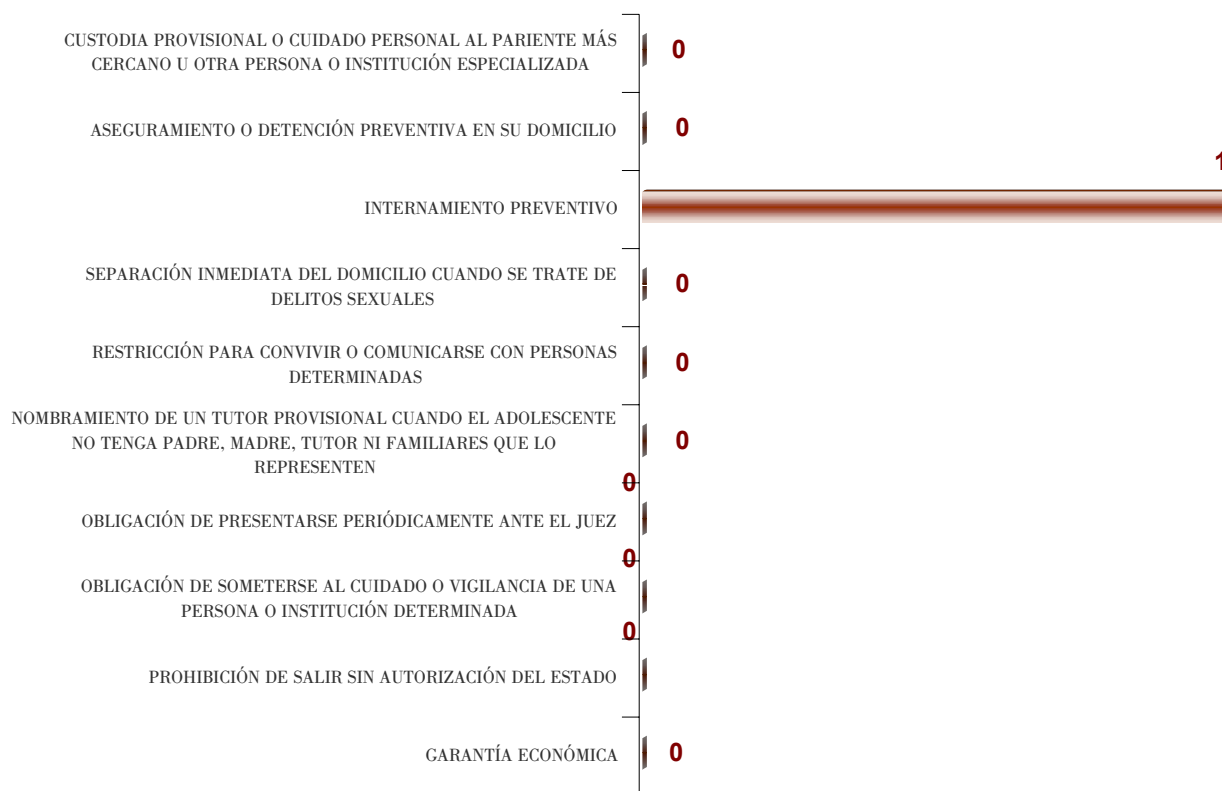 CUSTODIA PROVISIONAL O CUIDADO PERSONAL AL PARIENTE MÁS
CERCANO U OTRA PERSONA O INSTITUCIÓN ESPECIALIZADA
0
ASEGURAMIENTO O DETENCIÓN PREVENTIVA EN SU DOMICILIO
0
1
INTERNAMIENTO PREVENTIVO
SEPARACIÓN INMEDIATA DEL DOMICILIO CUANDO SE TRATE DE
DELITOS SEXUALES
0
RESTRICCIÓN PARA CONVIVIR O COMUNICARSE CON PERSONAS
DETERMINADAS
0
NOMBRAMIENTO DE UN TUTOR PROVISIONAL CUANDO EL ADOLESCENTE
NO TENGA PADRE, MADRE, TUTOR NI FAMILIARES QUE LO
REPRESENTEN
0
0
OBLIGACIÓN DE PRESENTARSE PERIÓDICAMENTE ANTE EL JUEZ
0
OBLIGACIÓN DE SOMETERSE AL CUIDADO O VIGILANCIA DE UNA
PERSONA O INSTITUCIÓN DETERMINADA
0
PROHIBICIÓN DE SALIR SIN AUTORIZACIÓN DEL ESTADO
GARANTÍA ECONÓMICA
0